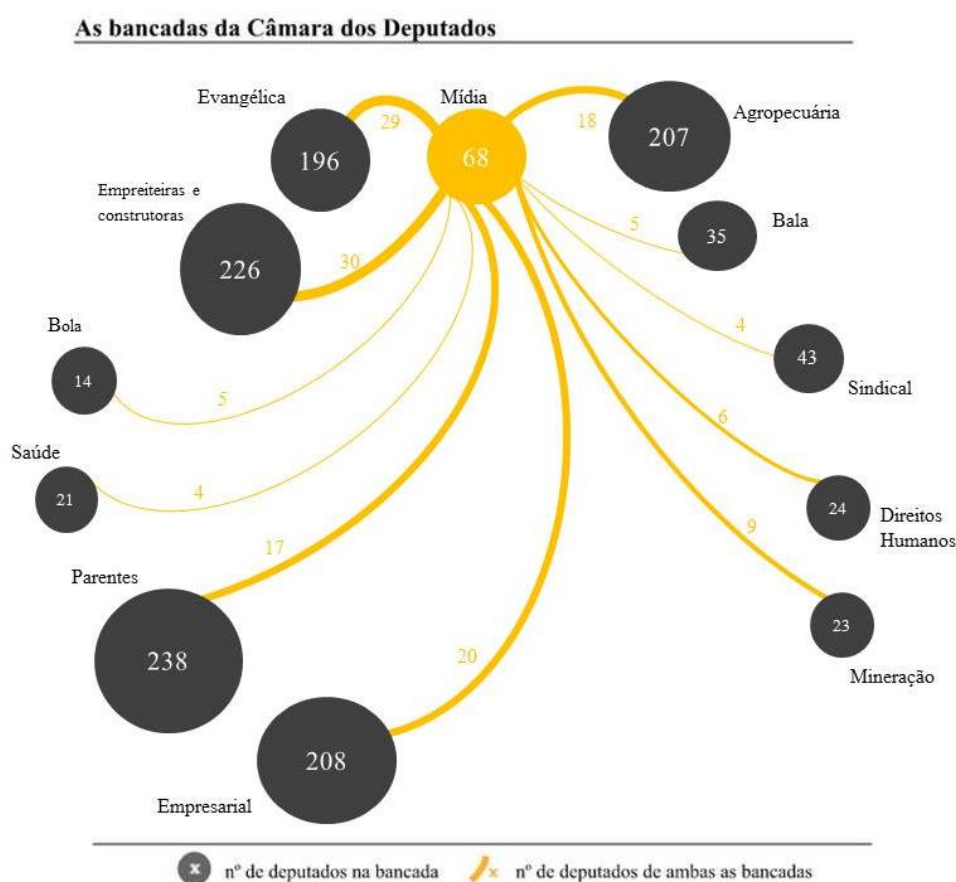 As bancadas da Câmara dos Deputados
Evangélica
Mídia
Agropecuária
29
18
196
68
207
Empreiteiras e
construtoras
Bala
5
35
226
30
Bola
4
14
43
5
Sindical
Saúde
6
21
4
24
Direitos
Humanos
17
9
Parentes
23
238
20
Mineração
208
Empresarial
x nº de deputados na bancada
x nº de deputados de ambas as bancadas